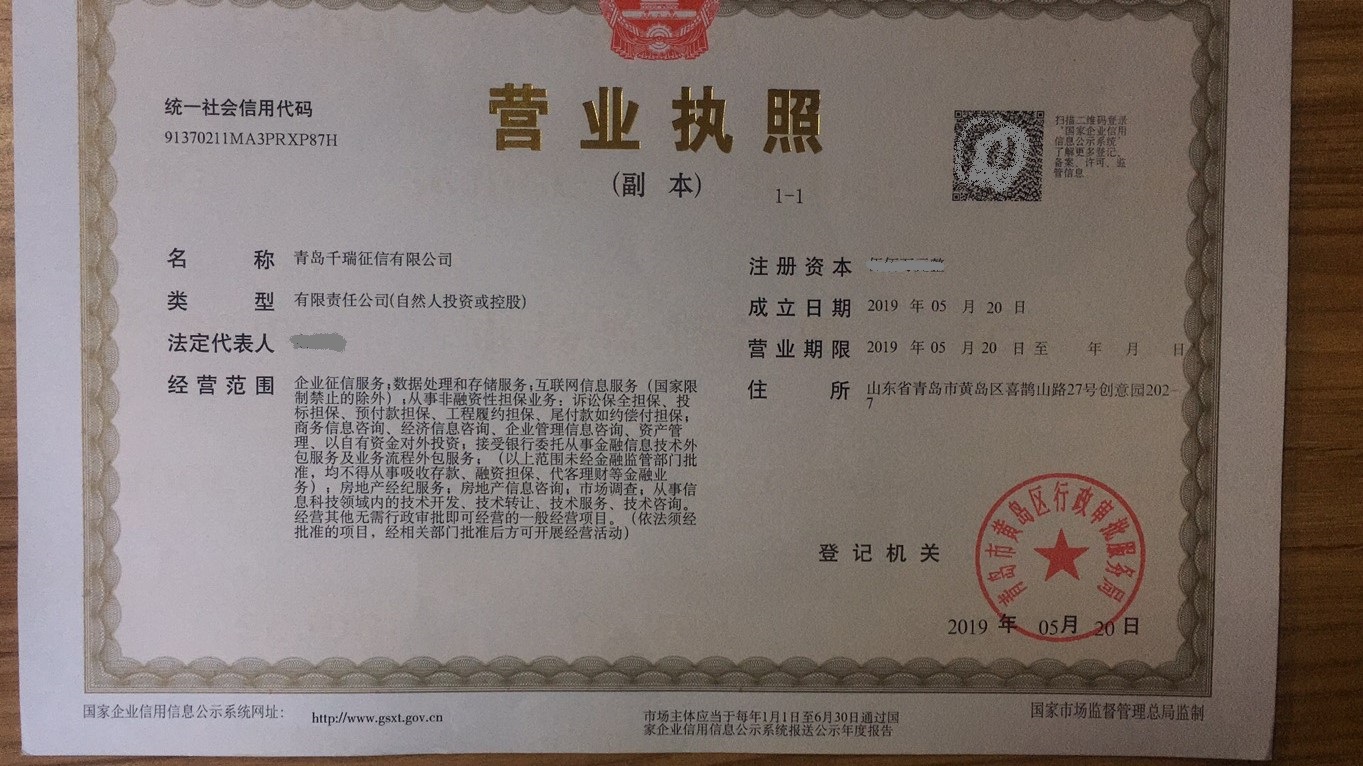 统一社会信用代码
91370211MA3PRXP87H
营业执照
(副 本)
1-1
扫描二维码登录
“国家企业信用
信息公示系统”
了解更多登记、
备案、许可、监
管信息
名 称 青岛千瑞征信有限公司
类 型 有限责任公司(自然人投资或控股)
法定代表人
经营范围 企业征信服务;数据处理和存储服务;互联网信息服务(国家限
制禁止的除外);从事非融资性担保业务:诉讼保全担保、投
标担保、预付款担保、工程履约担保、尾付款如约偿付担保;
商务信息咨询、经济信息咨询、企业管理信息咨询、资产管
理、以自有资金对外投资;接受银行委托从事金融信息技术外
包服务及业务流程外包服务;(以上范围未经金融监管部门批
准,均不得从事吸收存款、融资担保、代客理财等金融业
务);房地产经纪服务;房地产信息咨询;市场调查;从事信
息科技领域内的技术开发、技术转让、技术服务、技术咨询。
经营其他无需行政审批即可经营的一般经营项目。(依法须经
批准的项目,经相关部门批准后方可开展经营活动)
注册资本
成立日期 2019 年 05 月 20 日
营业期限 2019 年 05 月 20 日 至 年 月 日
住 所 山东省青岛市黄岛区喜鹊山路27号创意园202-
7
登记机关
青岛市黄岛区行政审批服务局
2019 年 05月 20 日
国家企业信用信息公示系统网址:
http://www.gsxt.gov.cn
市场主体应当于每年1月1日至6月30日通过国
家企业信用信息公示系统报送公示年度报告
国家市场监督管理总局监制